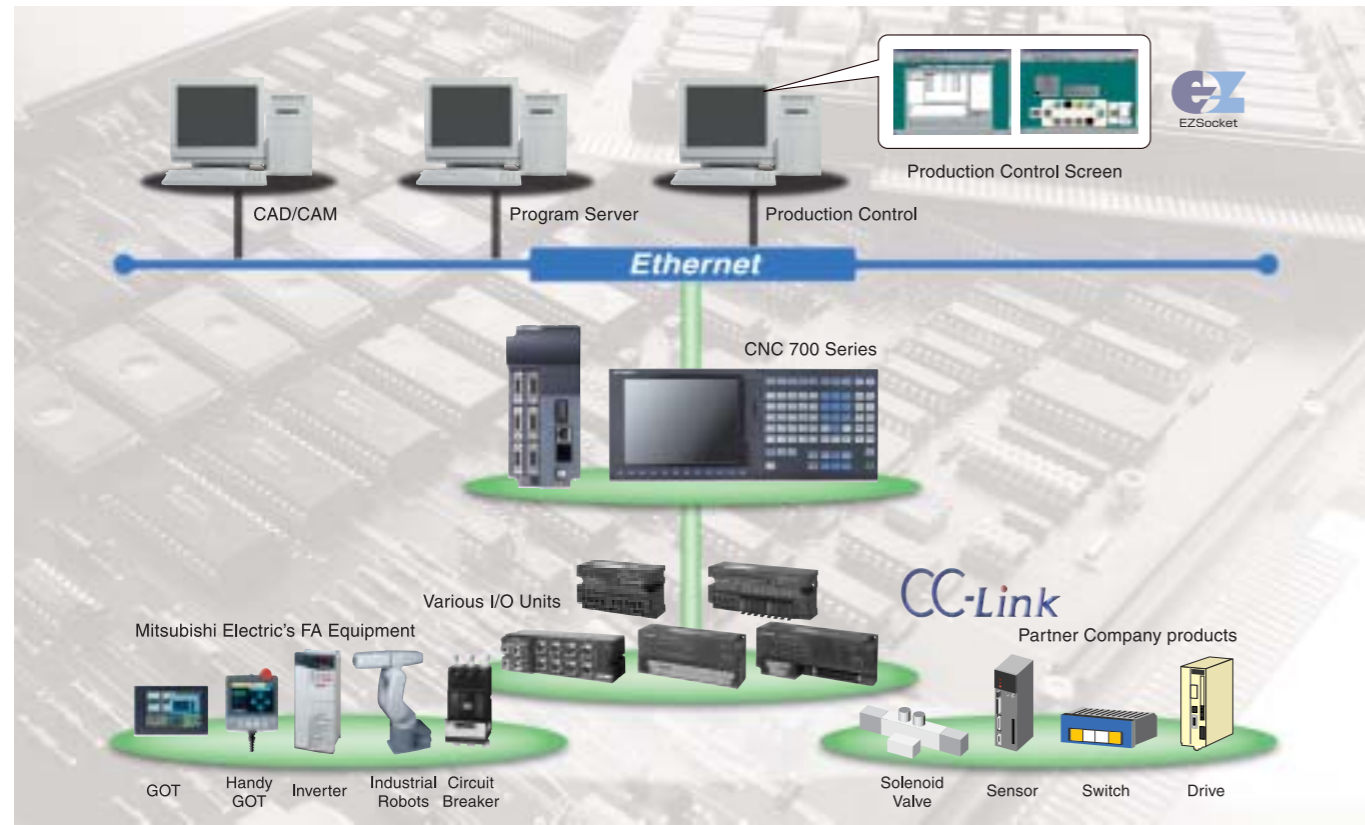 eZ
EZSocket
Production Control Screen
CAD/CAM
Program Server
Production Control
Ethernet
CNC 700 Series
Various I/O Units
CC-Link
Mitsubishi Electric's FA Equipment
Partner Company products
GOT
Handy
GOT
Inverter
Industrial
Robots
Circuit
Breaker
Solenoid
Valve
Sensor
Switch
Drive